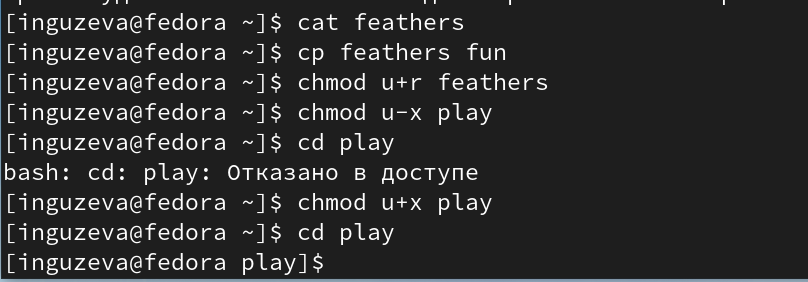 [inguzeva@fedora ~]$ cat feathers
[inguzeva@fedora ~]$ cp feathers fun
[inguzeva@fedora ~]$ chmod u+r feathers
[inguzeva@fedora ~]$ chmod u-x play
[inguzeva@fedora ~]$ cd play
bash: cd: play: Отказано в доступе
[inguzeva@fedora ~]$ chmod u+x play
[inguzeva@fedora ~]$ cd play
[inguzeva@fedora play]$